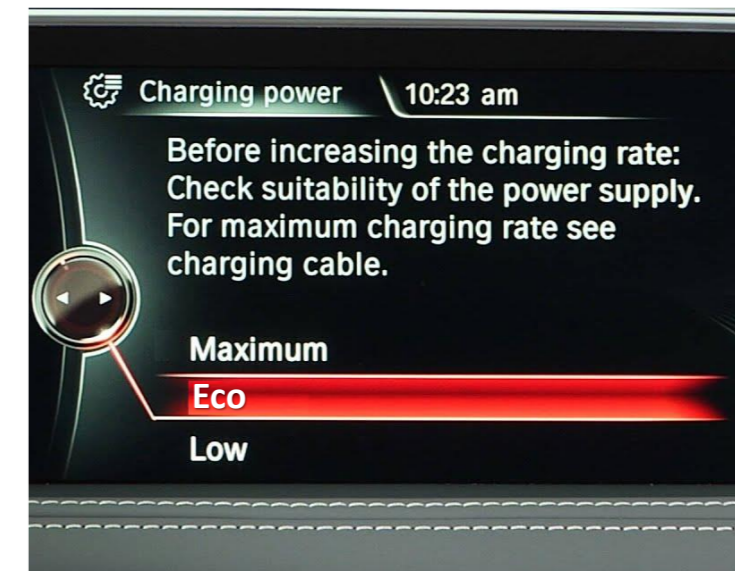 Charging power
10:23 am
Before increasing the charging rate:
Check suitability of the power supply.
For maximum charging rate see
charging cable.
Maximum
Eco
Low